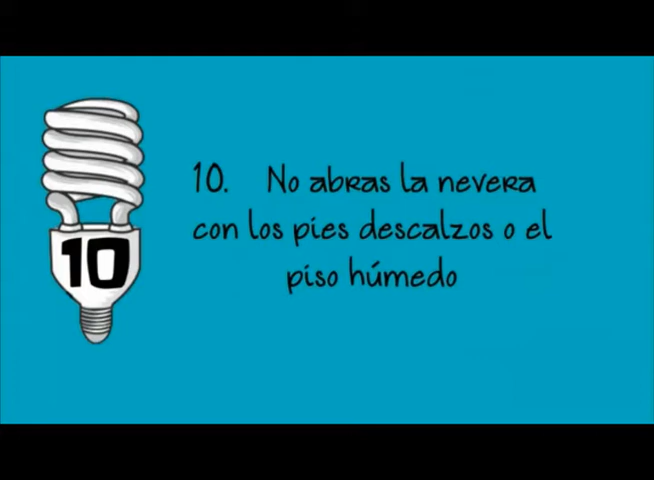 10
10. No abras la nevera
con los pies descalzos o el
piso húmedo